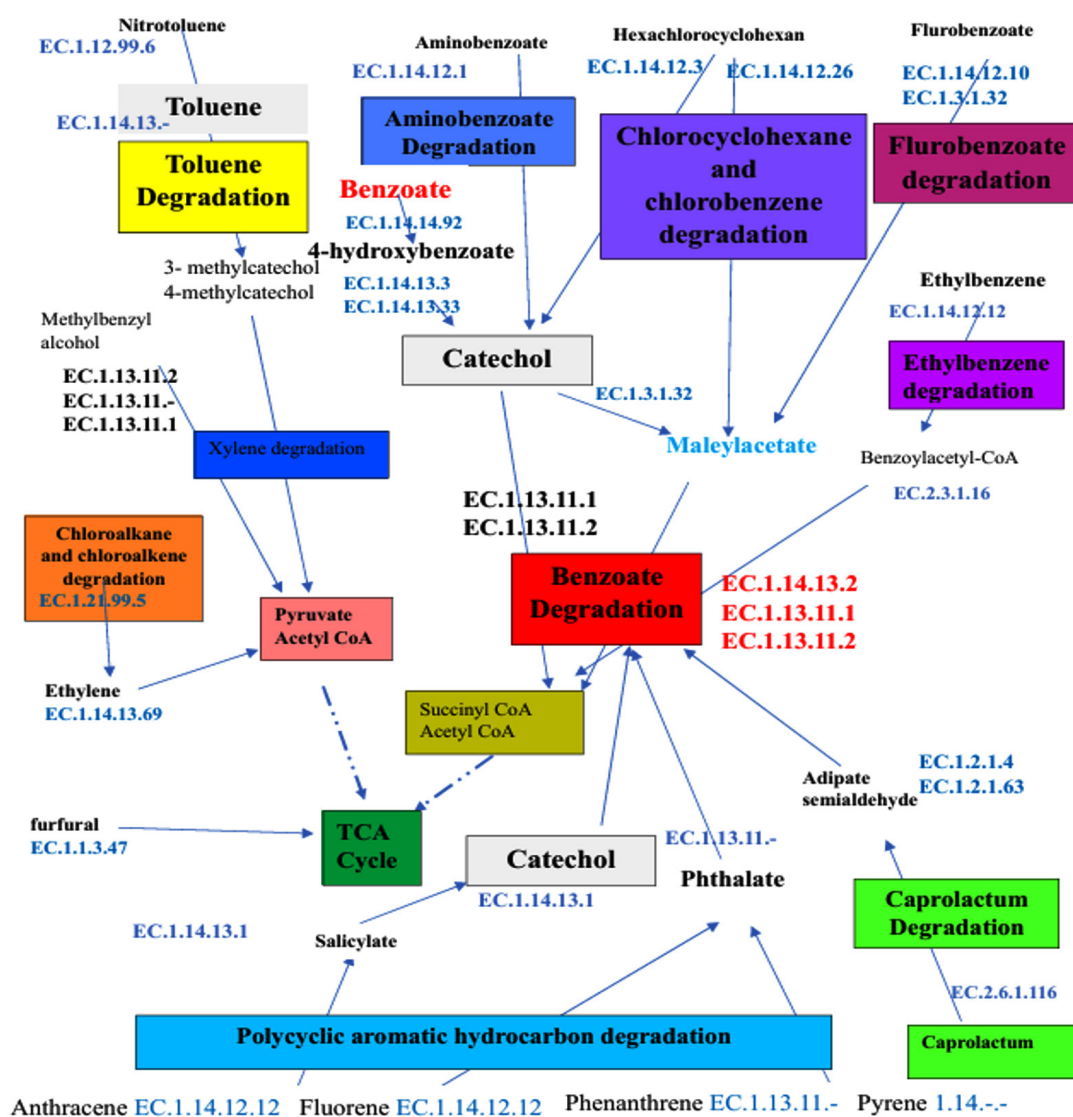 Nitrotoluene
EC.1.12.99.6
Toluene
EC.1.14.13.-
Toluene
Degradation
3- methylcatechol
4-methylcatechol
Methylbenzyl
alcohol
EC.1.13.11.2
EC.1.13.11.-
EC.1.13.11.1
Xylene degradation
Aminobenzoate
EC.1.14.12.1
Aminobenzoate
Degradation
Benzoate
EC.1.14.14.92
4-hydroxybenzoate
EC.1.14.13.3
EC.1.14.13.33
Catechol
EC.1.3.1.32
Hexachlorocyclohexan
EC.1.14.12.3
EC.1.14.12.26
Chlorocyclohexane
and
chlorobenzene
degradation
Maleylacetate
Flurobenzoate
EC.1.14.12.10
EC.1.3.1.32
Flurobenzoate
degradation
Ethylbenzene
EC.1.14.12.12
Ethylbenzene
degradation
Benzoylacetyl-CoA
EC.2.3.1.16
EC.1.13.11.1
EC.1.13.11.2
Benzoate
Degradation
EC.1.14.13.2
EC.1.13.11.1
EC.1.13.11.2
Chloroalkane
and chloroalkene
degradation
EC.1.21.99.5
Pyruvate
Acetyl CoA
Ethylene
EC.1.14.13.69
Succinyl CoA
Acetyl CoA
furfural
EC.1.1.3.47
TCA
Cycle
Catechol
EC.1.14.13.1
EC.1.13.11.-
Phthalate
Adipate
semialdehyde
EC.1.2.1.4
EC.1.2.1.63
Caprolactum
Degradation
EC.2.6.1.116
Caprolactum
EC.1.14.13.1
Salicylate
Polycyclic aromatic hydrocarbon degradation
Anthracene EC.1.14.12.12
Fluorene EC.1.14.12.12
Phenanthrene EC.1.13.11.-
Pyrene 1.14.-.-